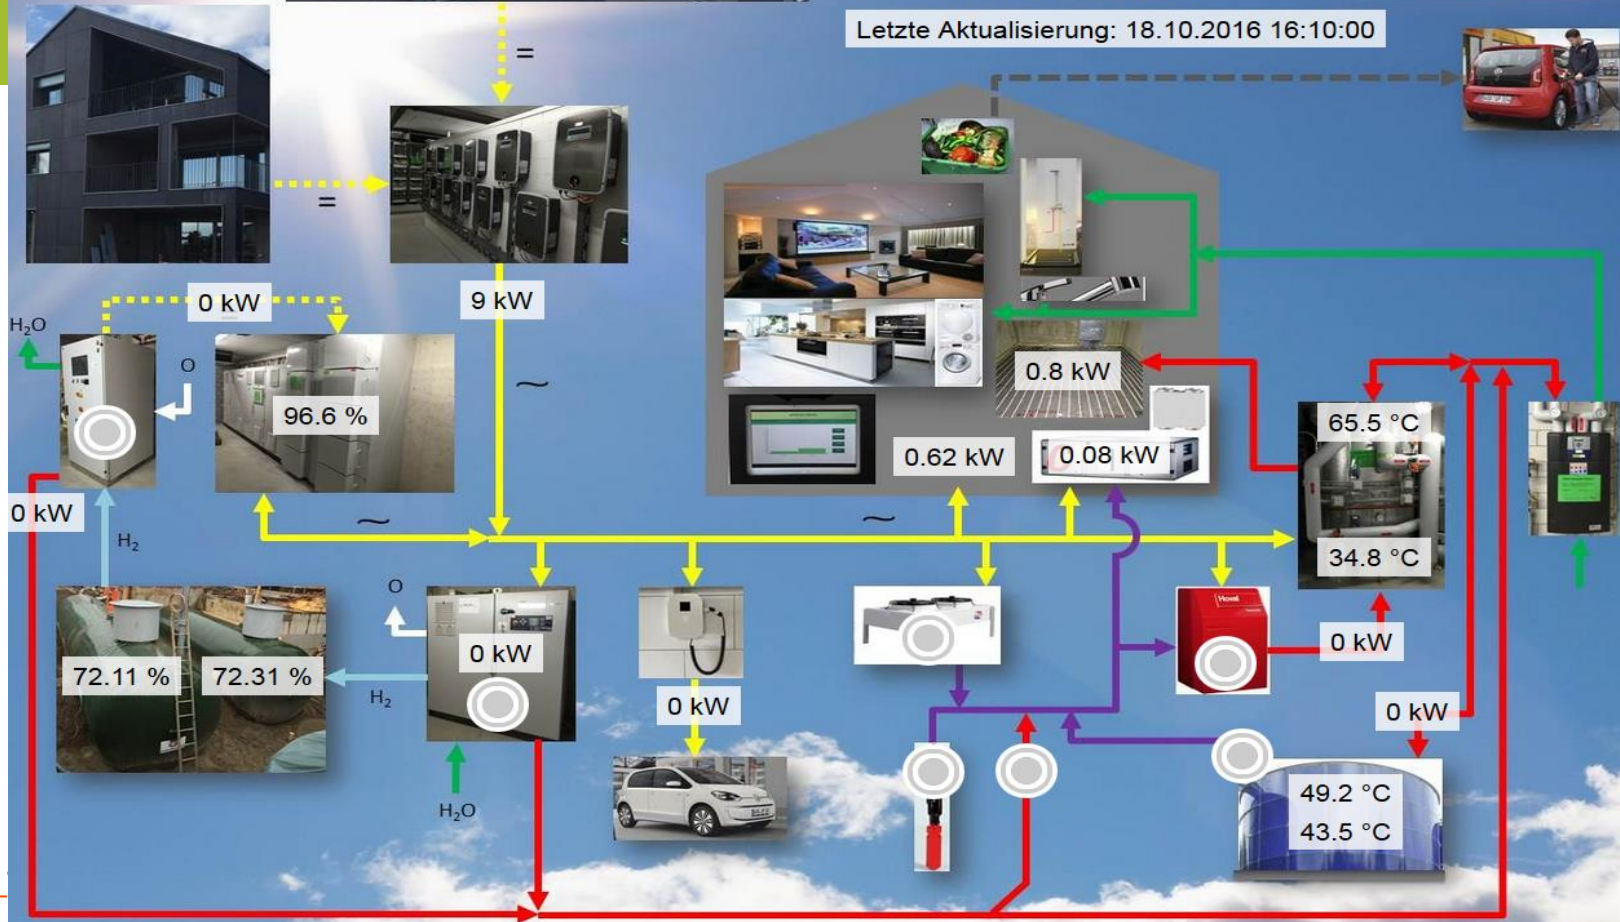 Letzte Aktualisierung: 18.10.2016 16:10:00
=
=
0 kW
9 kW
H₂O
O
~
0.8 kW
96.6 %
65.5 °C
0.62 kW
0.08 kW
0 kW
~
~
H₂
34.8 °C
O
Hoval
0 kW
0 kW
72.11 %
72.31 %
H₂
0 kW
0 kW
H₂O
49.2 °C
43.5 °C